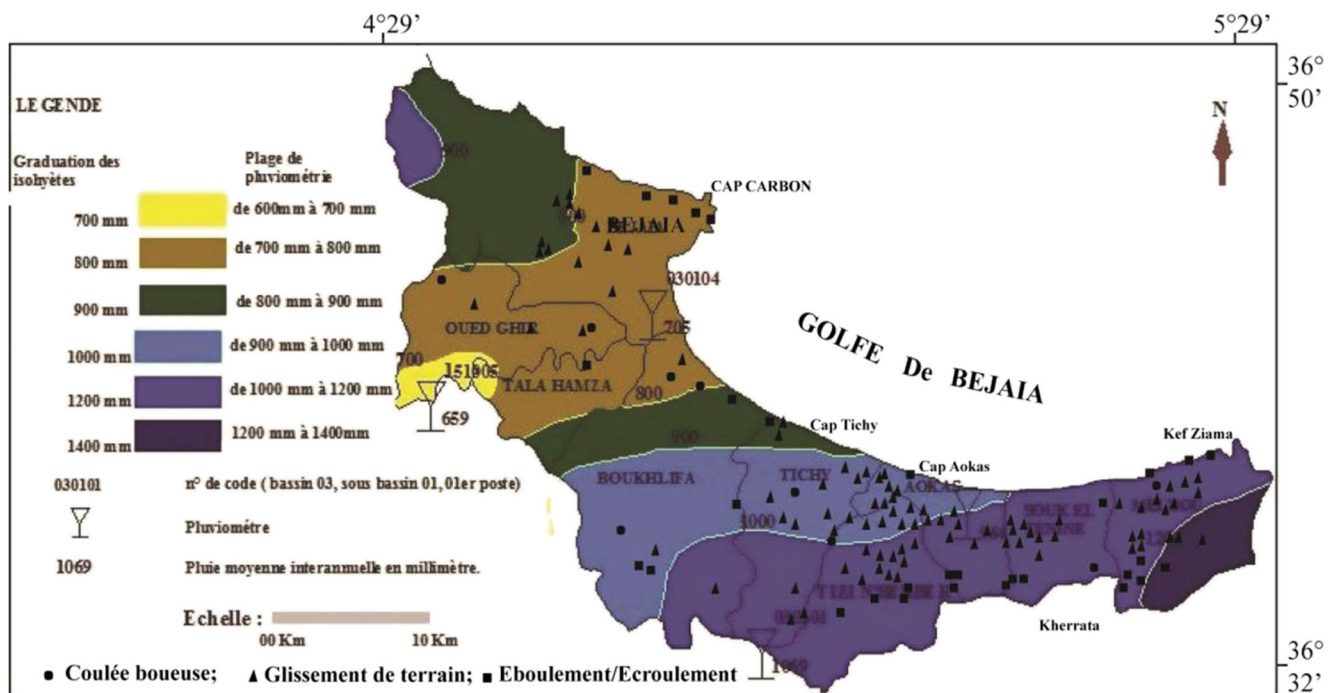 4°29’
5°29’
36°
50’
LEGENDE
Graduation des
isohyètes
Plage de
pluviométrie
700 mm
de 600mm à 700 mm
800 mm
de 700 mm à 800 mm
900 mm
de 800 mm à 900 mm
1000 mm
de 900 mm à 1000 mm
1200 mm
de 1000 mm à 1200 mm
1400 mm
1200 mm à 1400mm
030101
n° de code ( bassin 03, sous bassin 01, 01er poste)
Pluviométre
1069
Pluie moyenne interannuelle en millimètre.
Echelle :
00 Km
10 Km
N
CAP CARBON
BEJAIA
030104
705
OUED GHIR
700
TALA HAMZA
800
659
GOLFE De BEJAIA
Cap Tichy
900
Kef Ziama
Cap Aokas
BOUKHLIFA
TICHY
AOKAS
1000
Kherrata
1069
36°
32’
Coulée boueuse;
Glissement de terrain;
Eboulement/Ecroulement